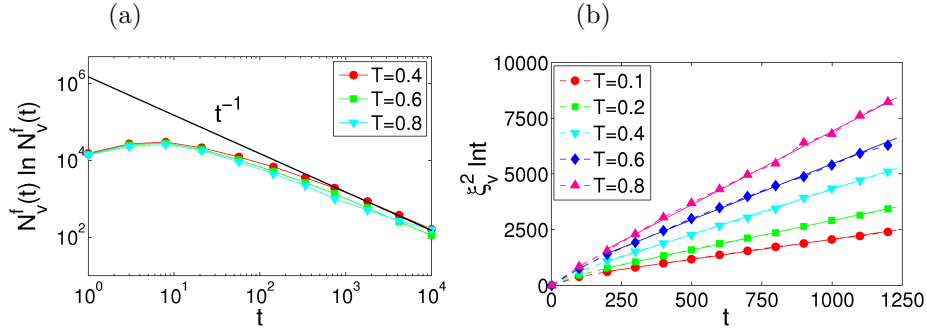 (a)
N_v^f(t) ln N_v^f(t)
10^6
10^4
10^2
10^0 10^1 10^2 10^3 10^4
t
t^{-1}
T=0.4
T=0.6
T=0.8
(b)
ξ_v^2 lnt
10000
7500
5000
2500
0
0 250 500 750 1000 1250
t
T=0.1
T=0.2
T=0.4
T=0.6
T=0.8